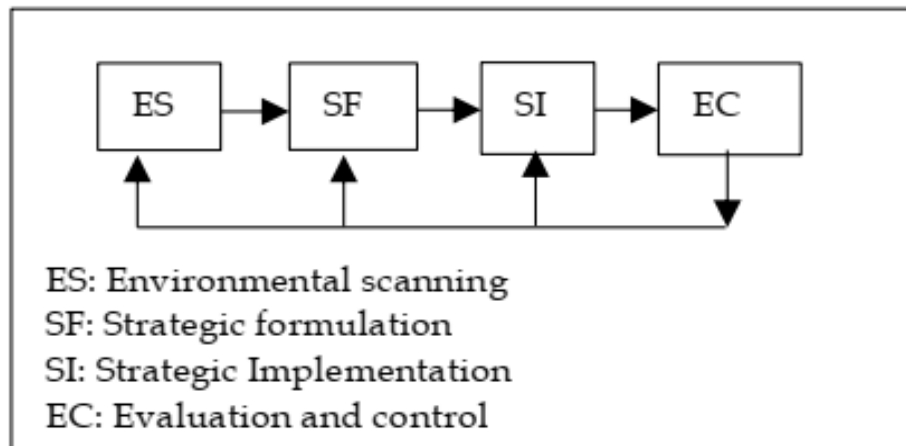 ES SF SI EC
ES: Environmental scanning
SF: Strategic formulation
SI: Strategic Implementation
EC: Evaluation and control